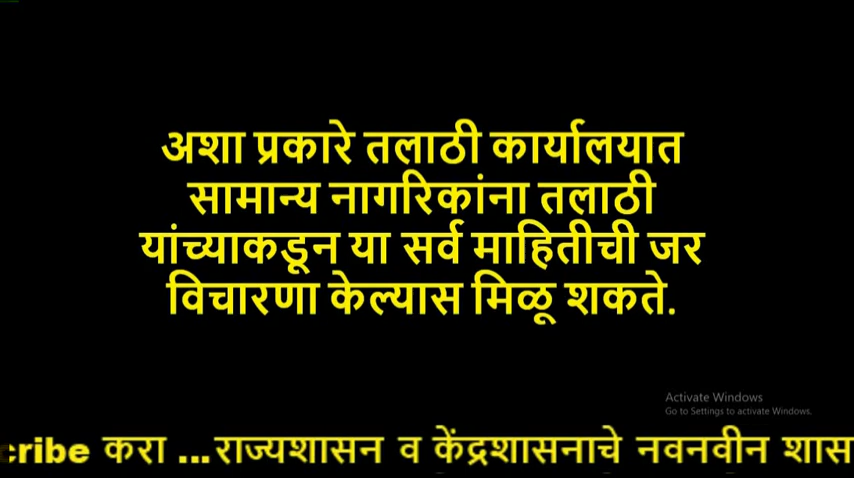 अशा प्रकारे तलाठी कार्यालयात
सामान्य नागरिकांना तलाठी
यांच्याकडून या सर्व माहितीची जर
विचारणा केल्यास मिळू शकते.
Activate Windows
Go to Settings to activate Windows.
cribe करा ...राज्यशासन व केंद्रशासनाचे नवनवीन शास